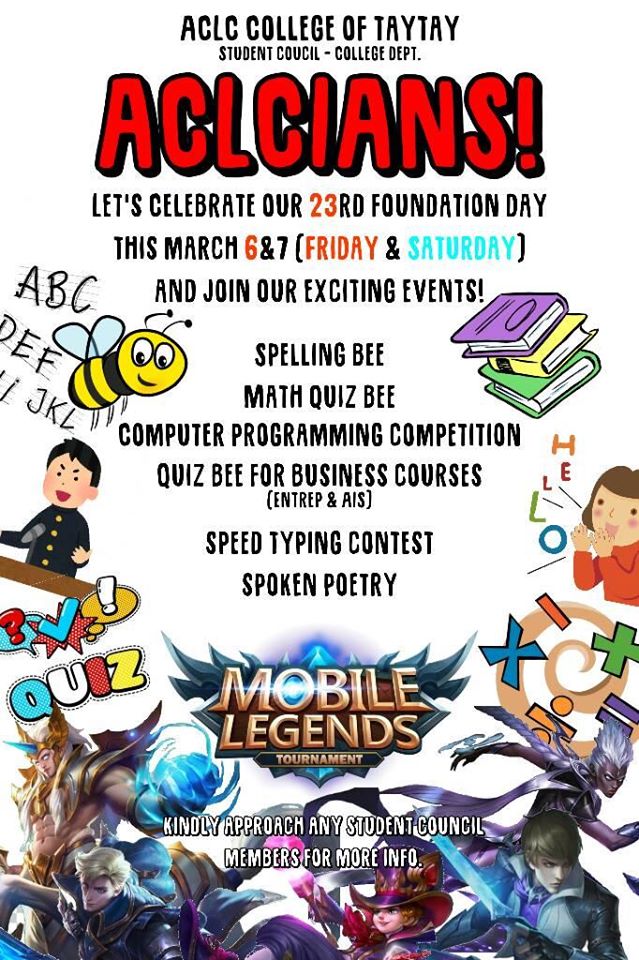 ACLC COLLEGE OF TAYTAY
STUDENT COUCIL - COLLEGE DEPT.
ACLCIANS!
LET'S CELEBRATE OUR 23RD FOUNDATION DAY
THIS MARCH 6&7 (FRIDAY & SATURDAY)
AND JOIN OUR EXCITING EVENTS!
ABC
DEF
JKL
SPELLING BEE
MATH QUIZ BEE
COMPUTER PROGRAMMING COMPETITION
QUIZ BEE FOR BUSINESS COURSES
(ENTREP & AIS)
HELLO
SPEED TYPING CONTEST
SPOKEN POETRY
?!
QUIZ
MOBILE
LEGENDS
TOURNAMENT
KINDLY APPROACH ANY STUDENT COUNCIL
MEMBERS FOR MORE INFO.